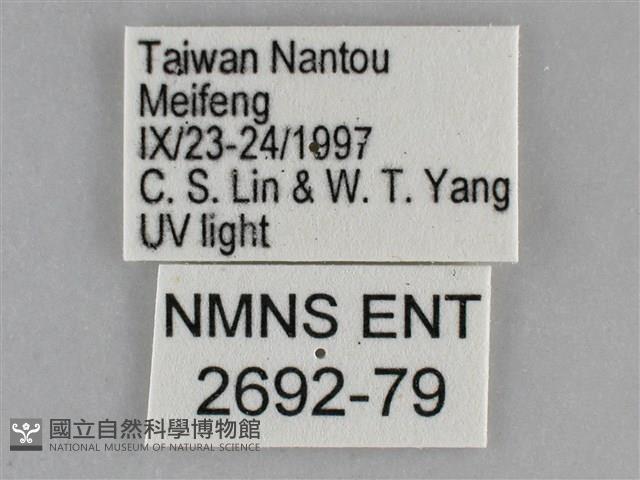 Taiwan Nantou
Meifeng
IX/23-24/1997
C. S. Lin & W. T. Yang
UV light
NMNS ENT
2692-79
國立自然科學博物館
NATIONAL MUSEUM OF NATURAL SCIENCE